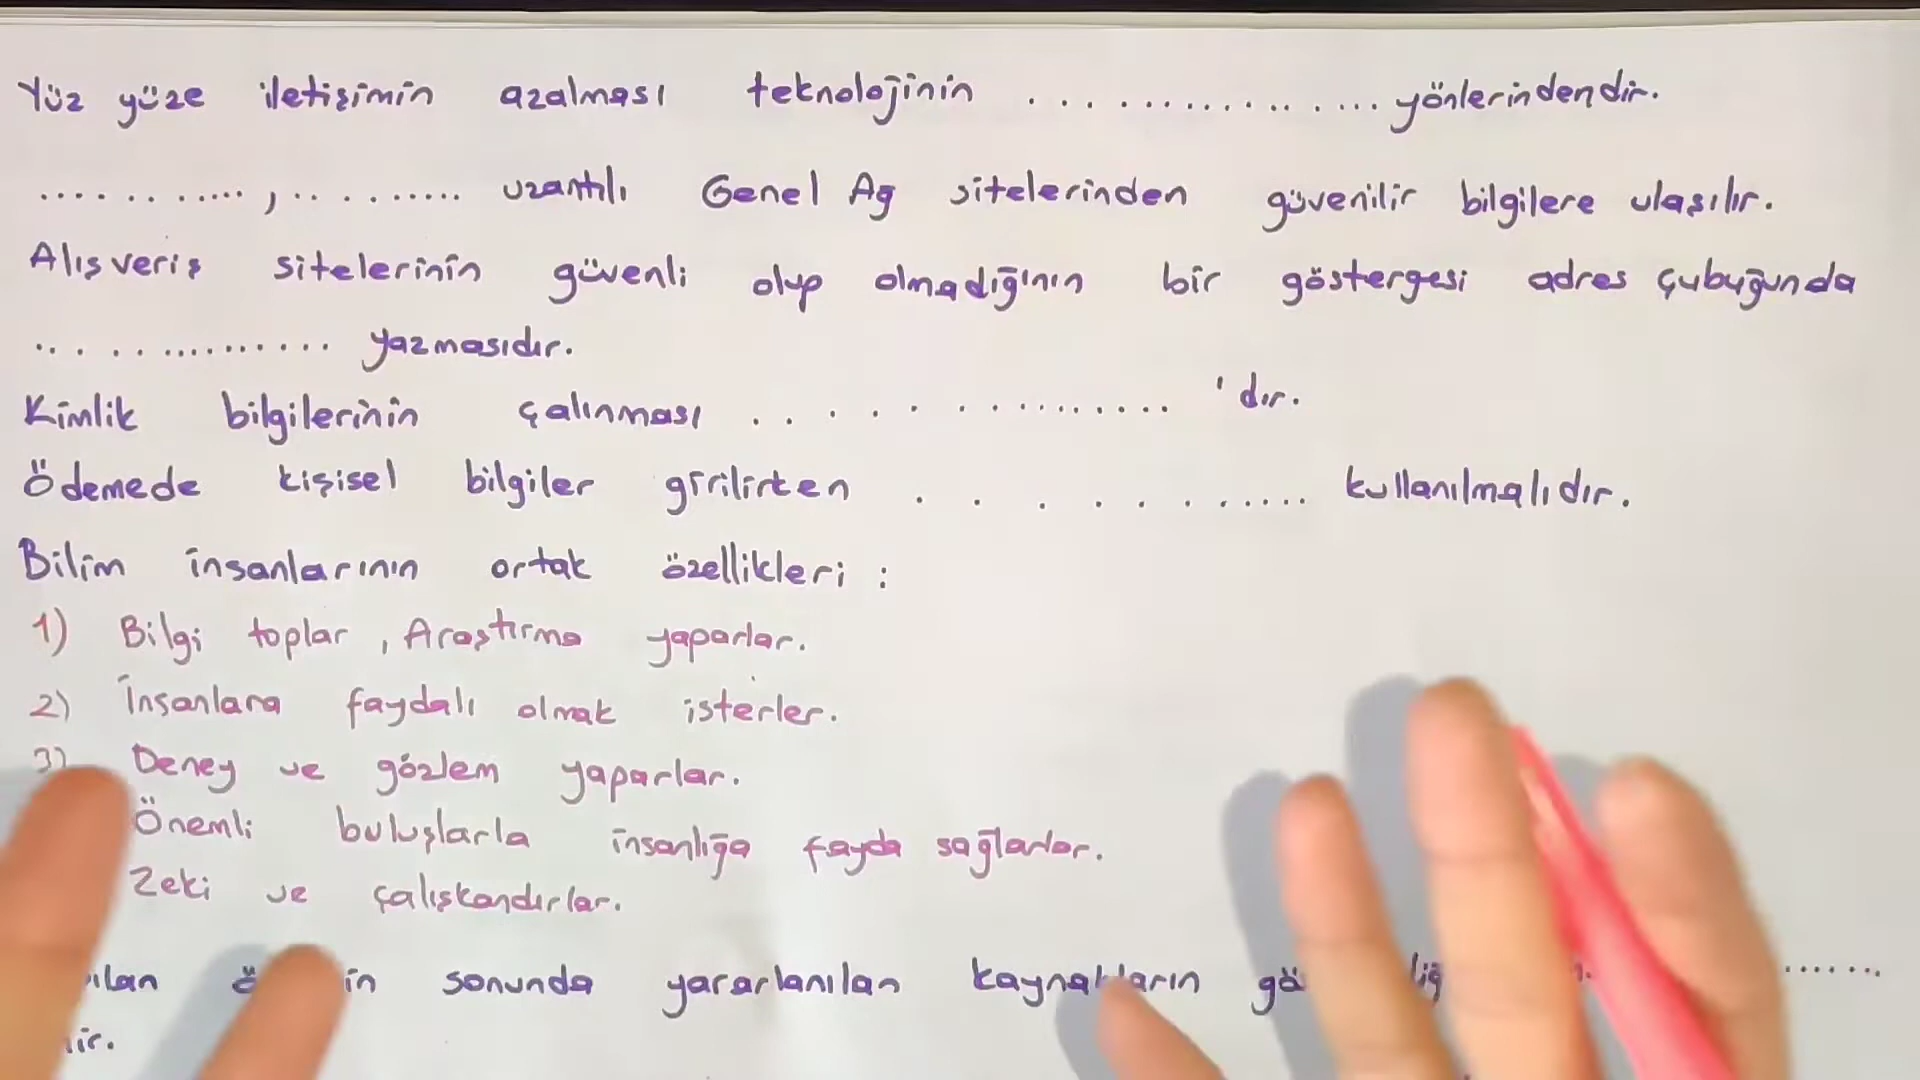 Yüz yüze iletişimin azalması teknolojinin ................ yönlerindendir.
............, .......... uzantılı Genel Ag sitelerinden güvenilir bilgilere ulaşılır.
Alışveriş sitelerinin güvenli olup olmadığının bir göstergesi adres çubuğunda
............... yazmasıdır.
Kimlik bilgilerinin çalınması ............... 'dır.
Ödemede kişisel bilgiler girilirken ............ kullanılmalıdır.
Bilim insanlarının ortak özellikleri :
1) Bilgi toplar , Araştırma yaparlar.
2) İnsanlara faydalı olmak isterler.
3) Deney ve gözlem yaparlar.
Önemli buluşlarla insanlığa fayda sağlarlar.
Zeki ve çalışkandırlar.
sonunda yararlanılan kaynakların .......